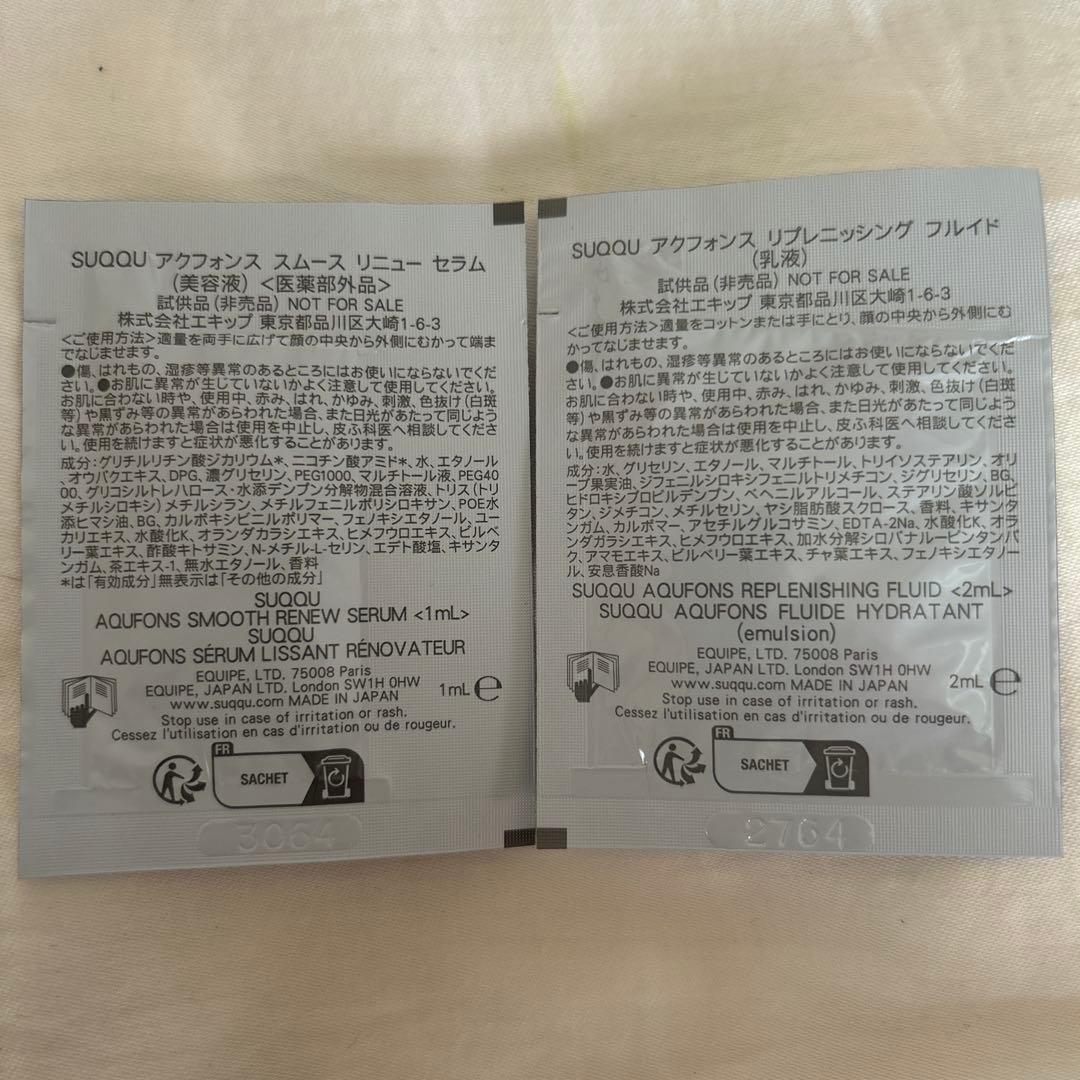 SUQQU アクフォンス スムース リニュー セラム
（美容液）<医薬部外品>
試供品（非売品）NOT FOR SALE
株式会社エキップ 東京都品川区大崎1-6-3
<ご使用方法>適量を両手に広げて顔の中央から外側にむかって端ま
でなじませます。
●傷、はれもの、湿疹等異常のあるところにはお使いにならないでくだ
さい。●お肌に異常が生じていないかよく注意して使用してください。
お肌に合わない時や、使用中、赤み、はれ、かゆみ、刺激、色抜け（白斑
等）や黒ずみ等の異常があらわれた場合、また日光があたって同じよう
な異常があらわれた場合は使用を中止し、皮ふ科医へ相談してくださ
い。使用を続けますと症状が悪化することがあります。
成分：グリチルリチン酸ジカリウム*、ニコチン酸アミド*、水、エタノール
、オウバクエキス、DPG、濃グリセリン、PEG1000、マルチトール液、PEG40
00、グリコシルトレハロース・水添デンプン分解物混合溶液、トリス（トリ
メチルシロキシ）メチルシラン、メチルフェニルポリシロキサン、POE水
添ヒマシ油、BG、カルボキシビニルポリマー、フェノキシエタノール、ユー
カリエキス、水酸化K、オランダカラシエキス、ヒメフウロエキス、ビルベ
リー葉エキス、酢酸キトサミン、N-メチル-L-セリン、エデト酸塩、キサンタ
ンガム、茶エキス-1、無水エタノール、香料
*は「有効成分」無表示は「その他の成分」
SUQQU
AQUFONS SMOOTH RENEW SERUM <1mL>
SUQQU
AQUFONS SÉRUM LISSANT RÉNOVATEUR
EQUIPE, LTD. 75008 Paris
EQUIPE, JAPAN LTD. London SW1H 0HW
www.suqqu.com MADE IN JAPAN
1mL ℮
Stop use in case of irritation or rash.
Cessez l'utilisation en cas d'irritation ou de rougeur.
FR
SACHET
3064
SUQQU アクフォンス リプレニッシング フルイド
（乳液）
試供品（非売品）NOT FOR SALE
株式会社エキップ 東京都品川区大崎1-6-3
<ご使用方法>適量をコットンまたは手にとり、顔の中央から外側にむ
かってなじませます。
●傷、はれもの、湿疹等異常のあるところにはお使いにならないでくだ
さい。●お肌に異常が生じていないかよく注意して使用してください。
お肌に合わない時や、使用中、赤み、はれ、かゆみ、刺激、色抜け（白斑
等）や黒ずみ等の異常があらわれた場合、また日光があたって同じよう
な異常があらわれた場合は使用を中止し、皮ふ科医へ相談してくださ
い。使用を続けますと症状が悪化することがあります。
成分：水、グリセリン、エタノール、マルチトール、トリイソステアリン、オリ
ーブ果実油、ジフェニルシロキシフェニルトリメチコン、ジグリセリン、BG、
ヒドロキシプロピルデンプン、ベヘニルアルコール、ステアリン酸ソルビ
タン、ジメチコン、メチルセリン、ヤシ脂肪酸スクロース、香料、キサンタ
ンガム、カルボマー、アセチルグルコサミン、EDTA-2Na、水酸化K、オラ
ンダガラシエキス、ヒメフウロエキス、加水分解シロバナルーピンタンパ
ク、アマモエキス、ビルベリー葉エキス、チャ葉エキス、フェノキシエタノー
ル、安息香酸Na
SUQQU AQUFONS REPLENISHING FLUID <2mL>
SUQQU AQUFONS FLUIDE HYDRATANT
(emulsion)
EQUIPE, LTD. 75008 Paris
EQUIPE, JAPAN LTD. London SW1H 0HW
www.suqqu.com MADE IN JAPAN
2mL ℮
Stop use in case of irritation or rash.
Cessez l'utilisation en cas d'irritation ou de rougeur.
FR
SACHET
2764